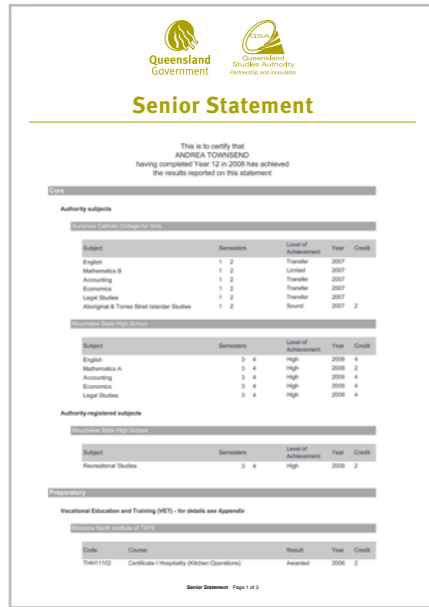 Queensland
Government
QSA
Queensland
Studies Authority
Partnership and innovation
Senior Statement
This is to certify that
ANDREA TOWNSEND
having completed Year 12 in 2008 has achieved
the results reported on this statement
Core
Authority subjects
Sunshine Catholic College for Girls
Subject Semesters Level of Achievement Year Credit
English 1 2 Transfer 2007
Mathematics B 1 2 Limited 2007
Accounting 1 2 Transfer 2007
Economics 1 2 Transfer 2007
Legal Studies 1 2 Transfer 2007
Aboriginal & Torres Strait Islander Studies 1 2 Sound 2007 2
Mountview State High School
Subject Semesters Level of Achievement Year Credit
English 3 4 High 2008 4
Mathematics A 3 4 High 2008 2
Accounting 3 4 High 2008 4
Economics 3 4 High 2008 4
Legal Studies 3 4 High 2008 4
Authority-registered subjects
Mountview State High School
Subject Semesters Level of Achievement Year Credit
Recreational Studies 3 4 High 2008 2
Preparatory
Vocational Education and Training (VET) - for details see Appendix
Brisbane North Institute of TAFE
Code Course Result Year Credit
THH11102 Certificate I Hospitality (Kitchen Operations) Awarded 2008 2
Senior Statement Page 1 of 3